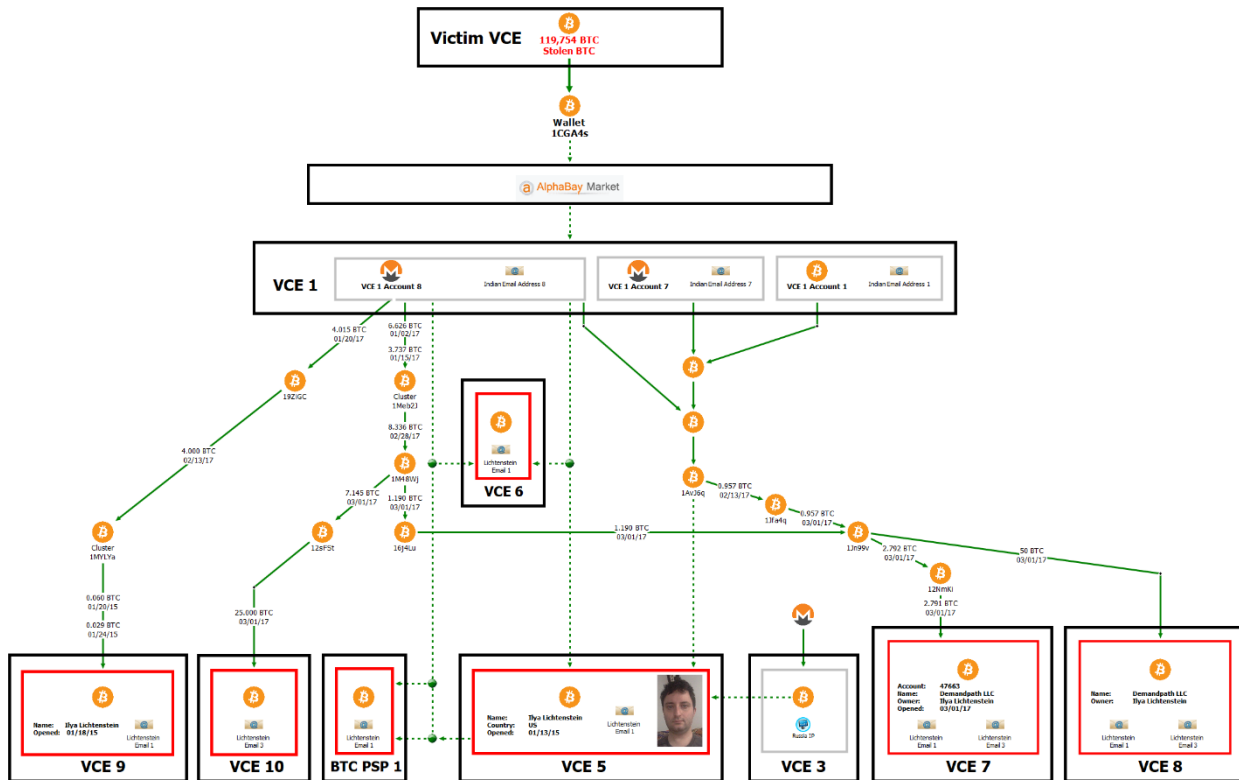 Victim VCE
119,754 BTC
Stolen BTC
Wallet
1CGA4s
AlphaBay Market
VCE 1
VCE 1 Account 8
Indian Email Address 8
VCE 1 Account 7
Indian Email Address 7
VCE 1 Account 1
Indian Email Address 1
4.015 BTC
01/20/17
6.626 BTC
01/02/17
3.737 BTC
01/15/17
19ZiGC
Cluster
1Meb2J
8.336 BTC
02/28/17
Lichtenstein
Email 1
VCE 6
4.000 BTC
02/13/17
1M48Wj
7.145 BTC
03/01/17
1.190 BTC
03/01/17
1AvJ6q
0.957 BTC
02/13/17
1Jfa4q
0.957 BTC
03/01/17
Cluster
1MYLYa
12sFSt
16j4Lu
1.190 BTC
03/01/17
1Jn99v
2.792 BTC
03/01/17
50 BTC
03/01/17
12NmKi
0.060 BTC
01/20/15
0.029 BTC
01/24/15
25.000 BTC
03/01/17
2.791 BTC
03/01/17
Name: Ilya Lichtenstein
Opened: 01/18/15
Lichtenstein
Email 1
VCE 9
Lichtenstein
Email 3
VCE 10
Lichtenstein
Email 1
BTC PSP 1
Name: Ilya Lichtenstein
Country: US
Opened: 01/13/15
Lichtenstein
Email 1
VCE 5
Russia IP
VCE 3
Account: 47663
Name: Demandpath LLC
Owner: Ilya Lichtenstein
Opened: 03/01/17
Lichtenstein
Email 1
Lichtenstein
Email 3
VCE 7
Name: Demandpath LLC
Owner: Ilya Lichtenstein
Lichtenstein
Email 1
Lichtenstein
Email 3
VCE 8